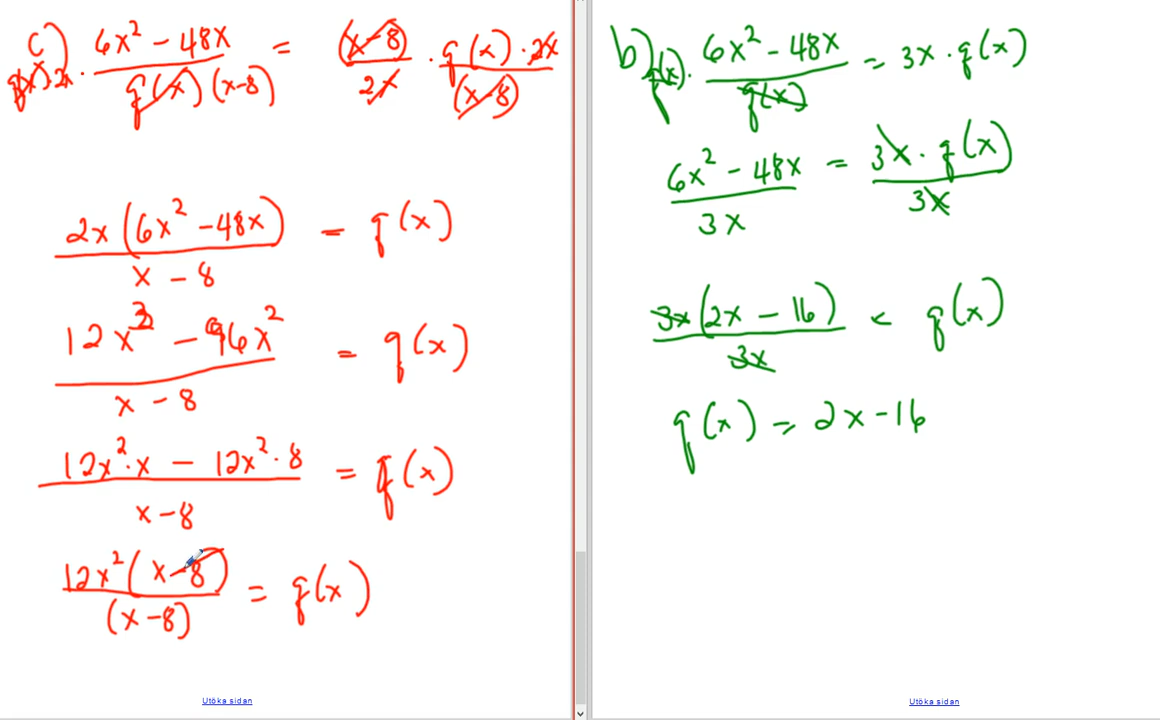 c) q(x)·2x · (6x² - 48x)/(q(x)(x-8)) = (x-8)/2x · q(x)·2x/(x-8)
2x(6x² - 48x)/(x - 8) = q(x)
(12x³ - 96x²)/(x - 8) = q(x)
(12x²·x - 12x²·8)/(x-8) = q(x)
12x²(x-8)/(x-8) = q(x)
Utöka sidan
b) q(x)· (6x² - 48x)/q(x) = 3x·q(x)
(6x² - 48x)/3x = 3x·q(x)/3x
3x(2x - 16)/3x = q(x)
q(x) = 2x-16
Utöka sidan